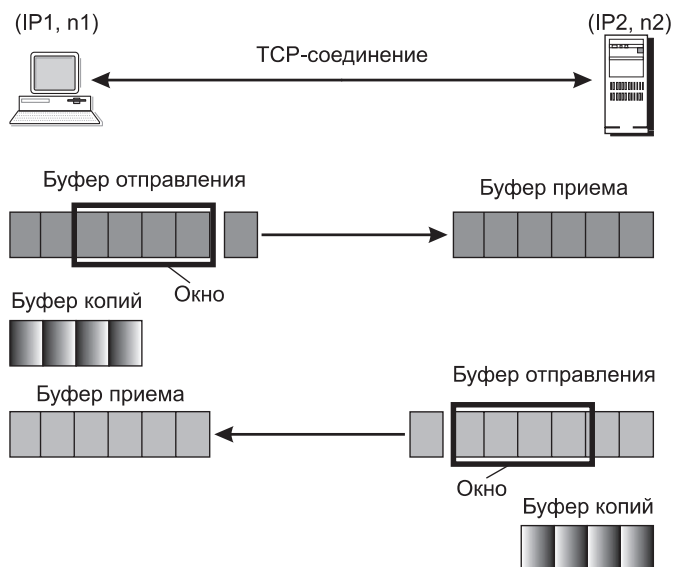 (IP1, n1)
(IP2, n2)
TCP-соединение
Буфер отправления
Буфер приема
Окно
Буфер копий
Буфер приема
Буфер отправления
Окно
Буфер копий